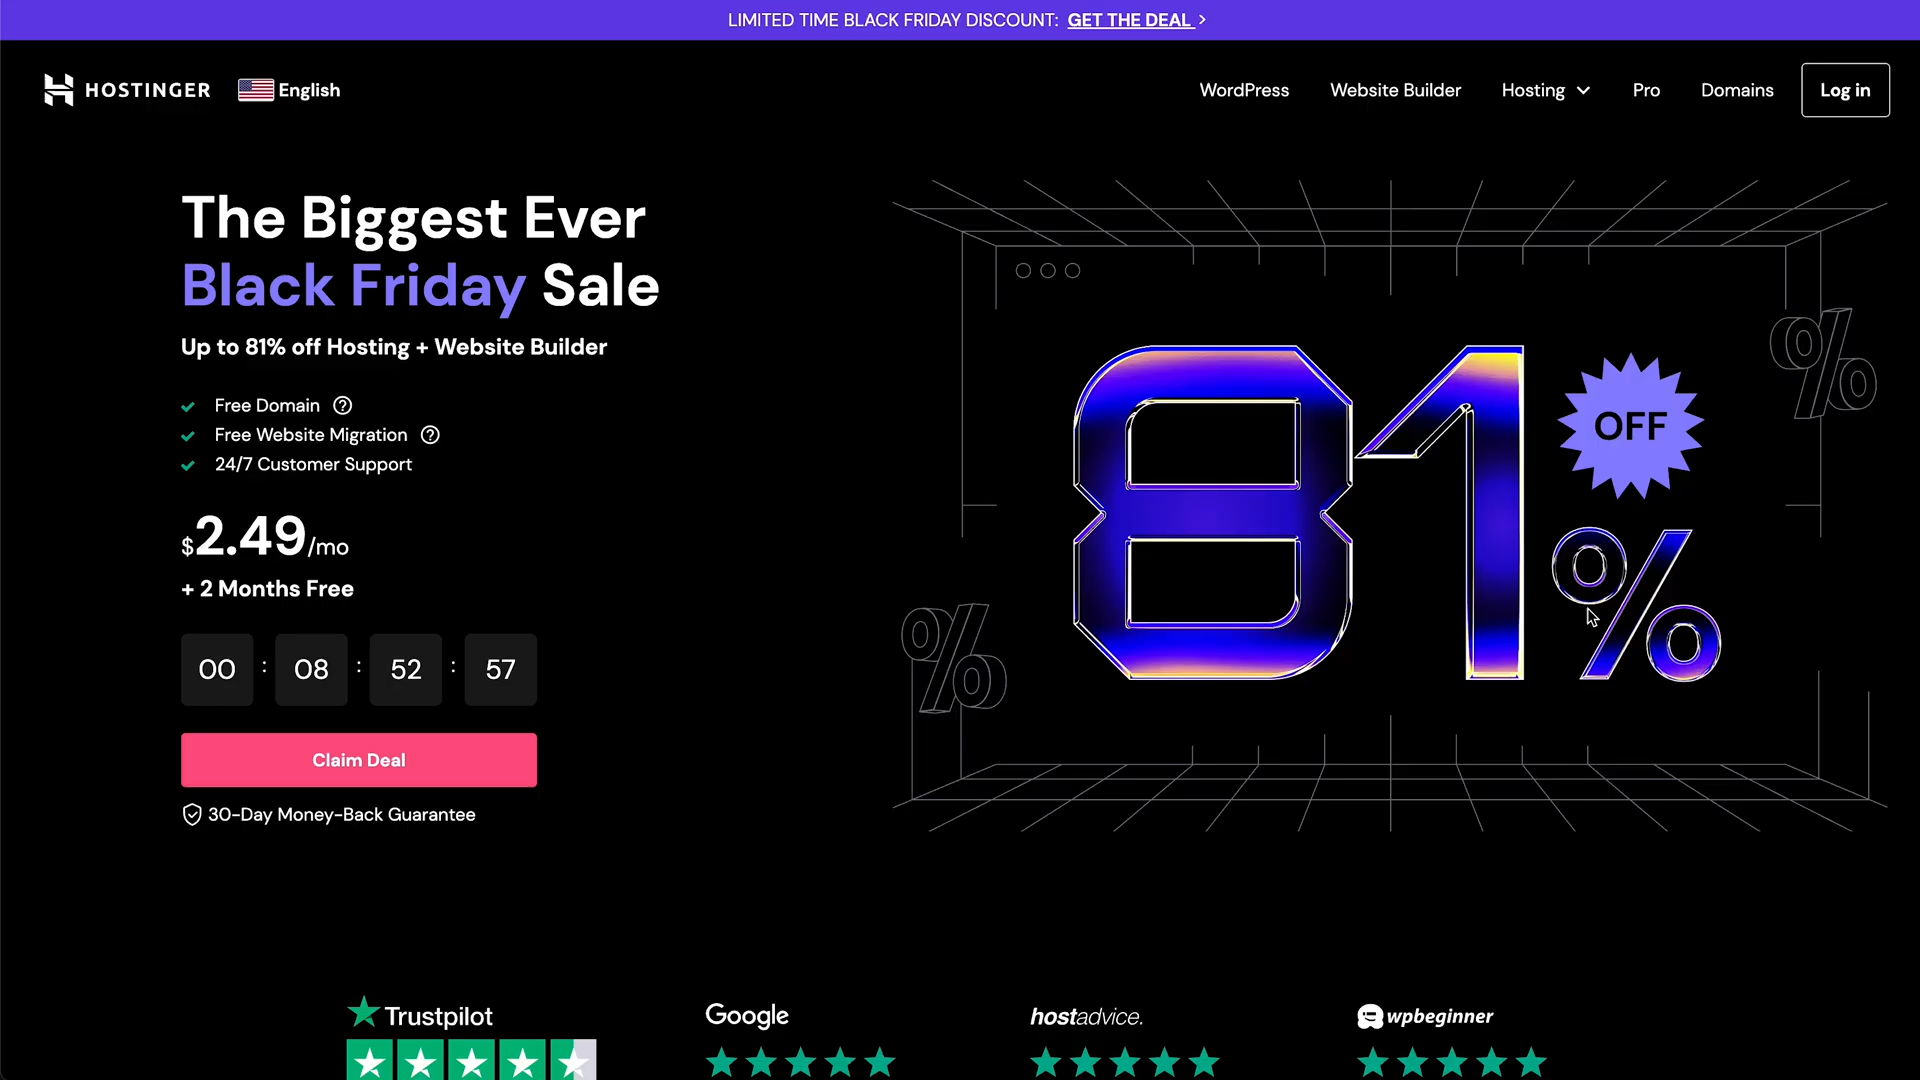 LIMITED TIME BLACK FRIDAY DISCOUNT: GET THE DEAL >
HOSTINGER English WordPress Website Builder Hosting Pro Domains Log in
The Biggest Ever
Black Friday Sale
Up to 81% off Hosting + Website Builder
Free Domain
Free Website Migration
24/7 Customer Support
$2.49/mo
+ 2 Months Free
00 : 08 : 52 : 57
Claim Deal
30-Day Money-Back Guarantee
81%
OFF
%
%
Trustpilot Google hostadvice. wpbeginner